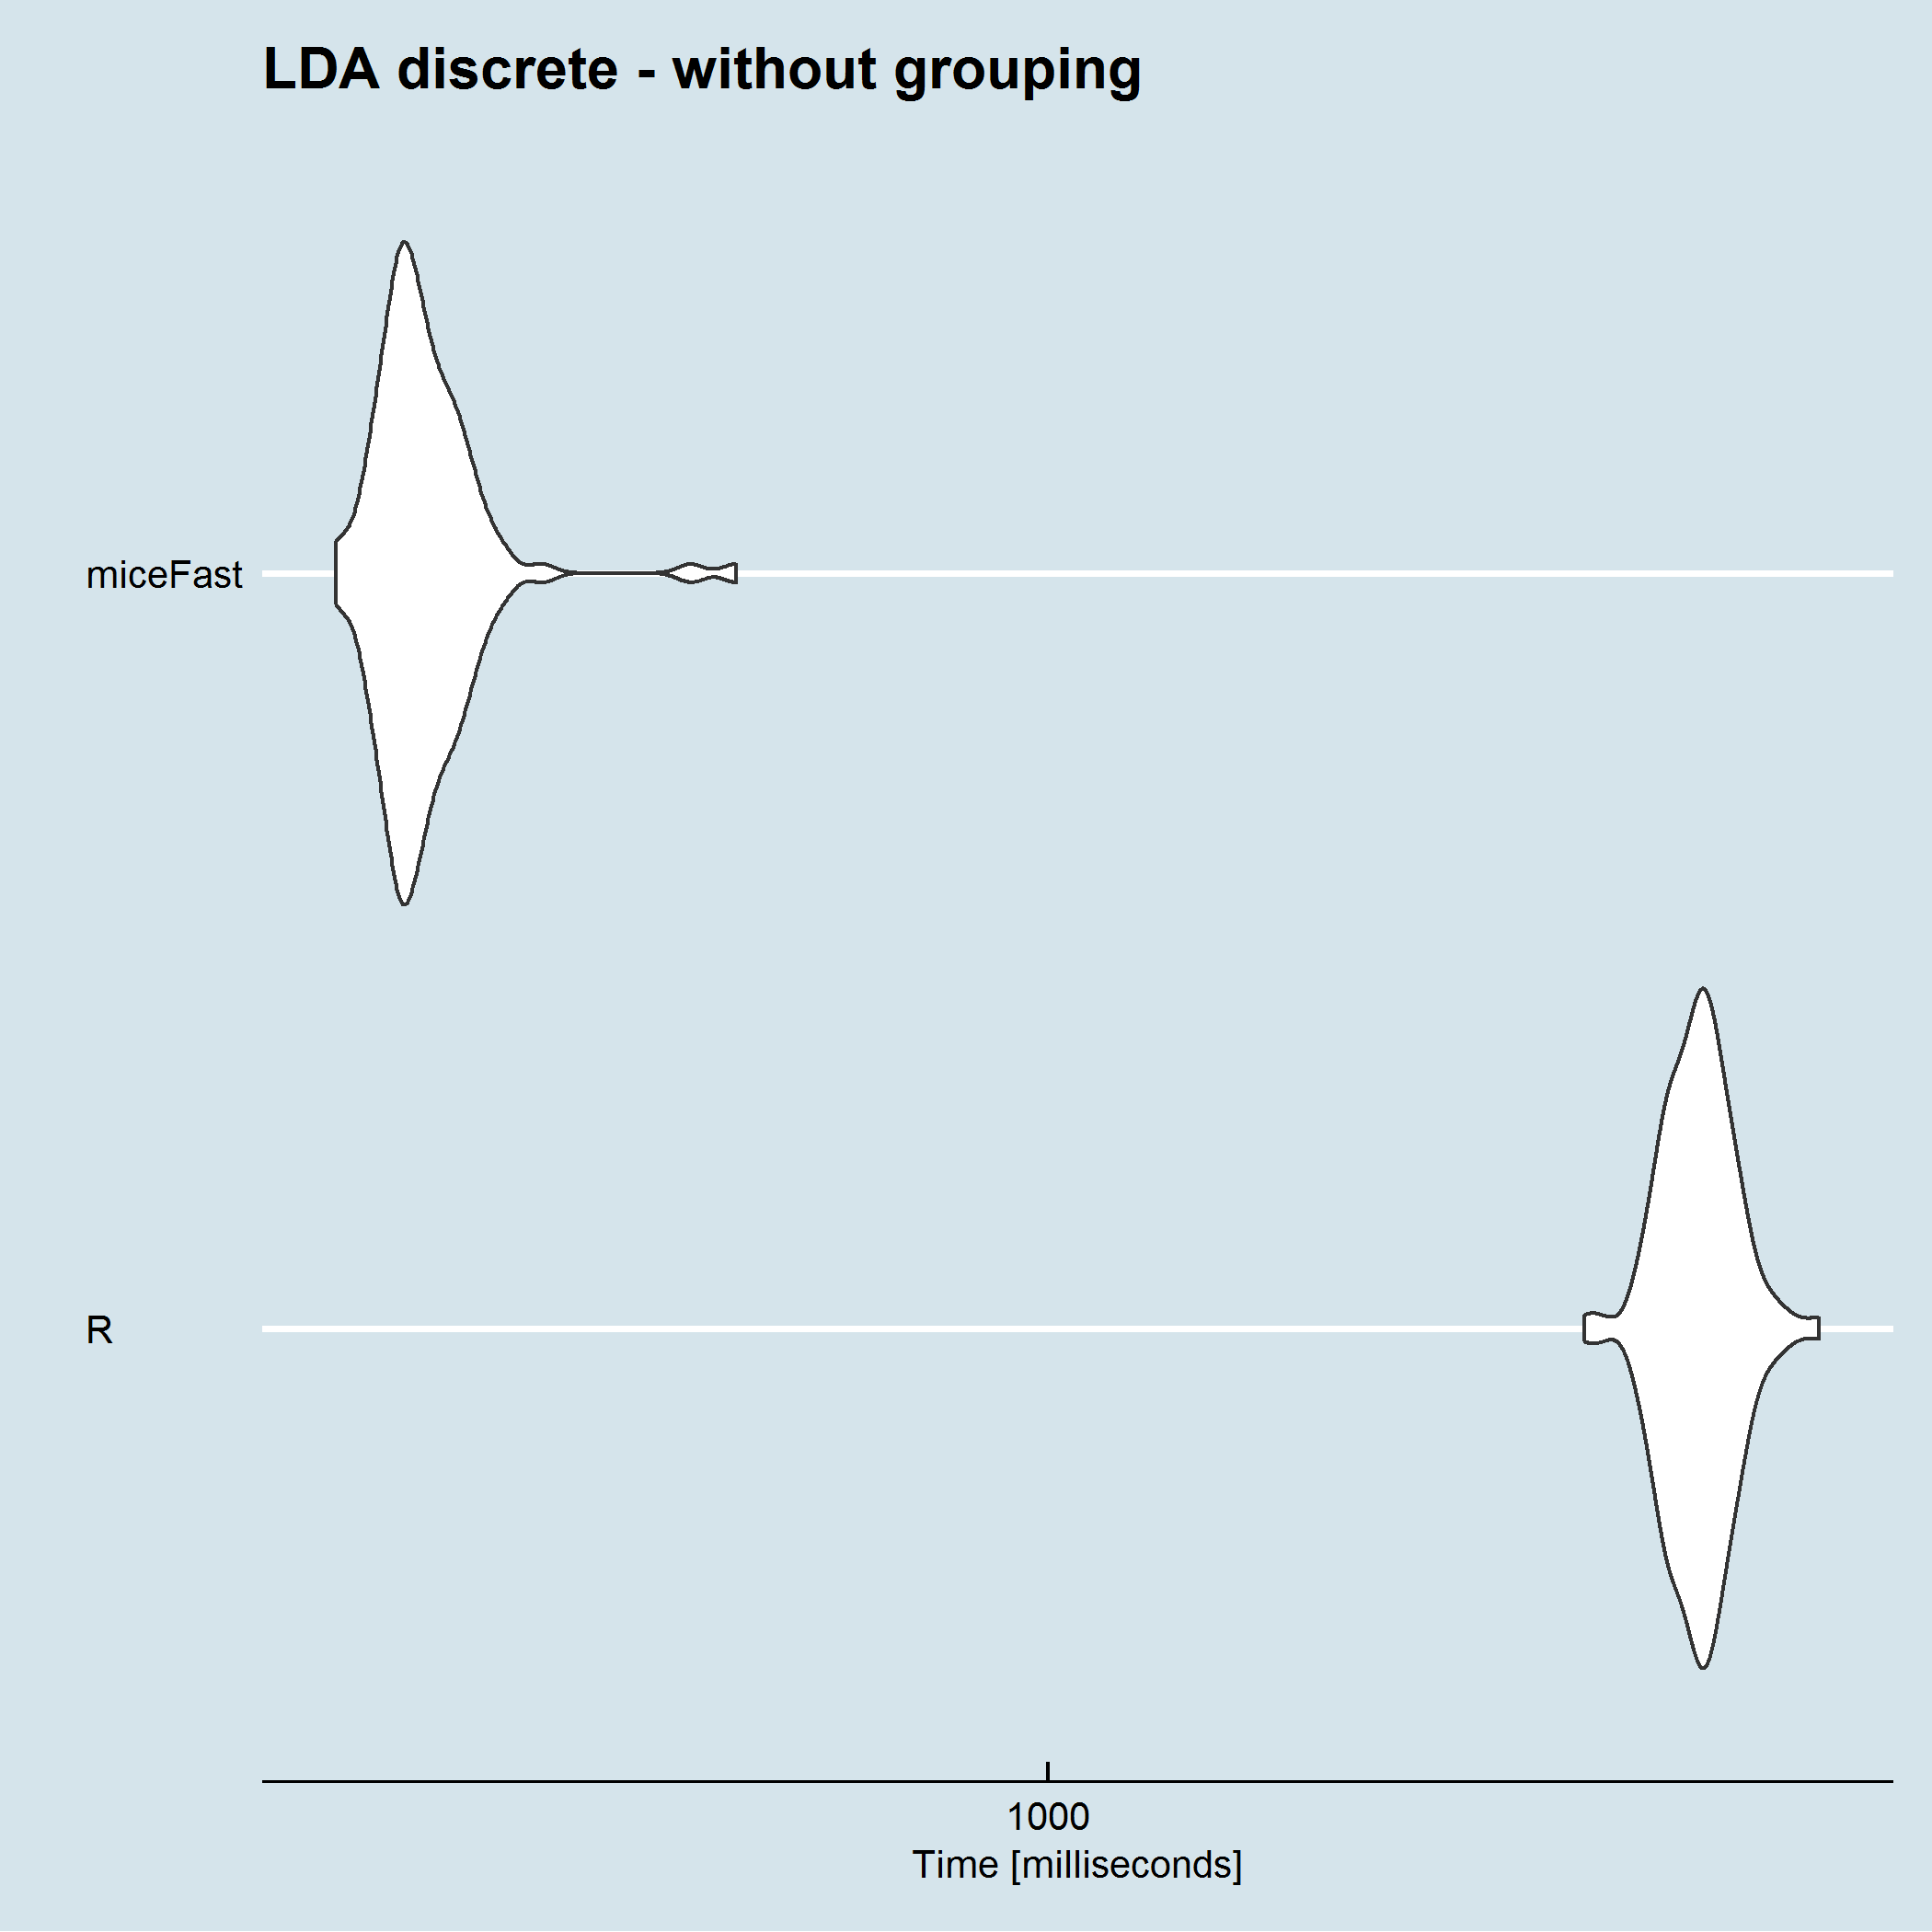 LDA discrete - without grouping
miceFast
R
1000
Time [milliseconds]